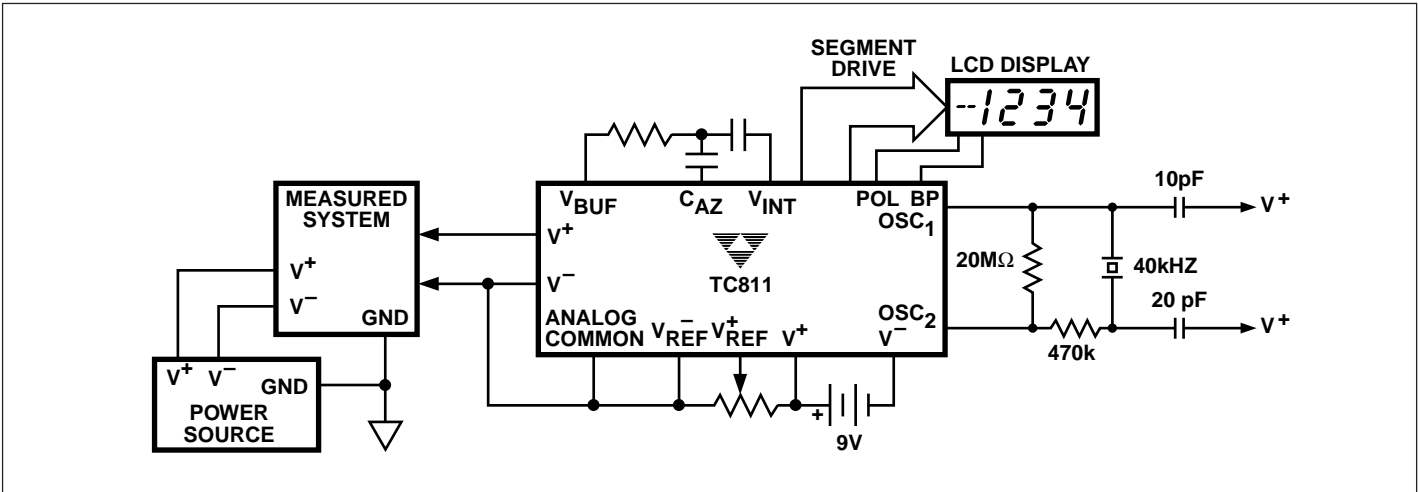 SEGMENT
DRIVE
LCD DISPLAY
--1234
MEASURED
SYSTEM
V+
V−
GND
V+
V−
GND
POWER
SOURCE
VBUF
CAZ
VINT
POL
BP
OSC1
V+
V−
TC811
ANALOG
COMMON
V−REF
V+REF
V+
V−
OSC2
+
9V
20MΩ
40kHZ
470k
10pF
V+
20 pF
V+